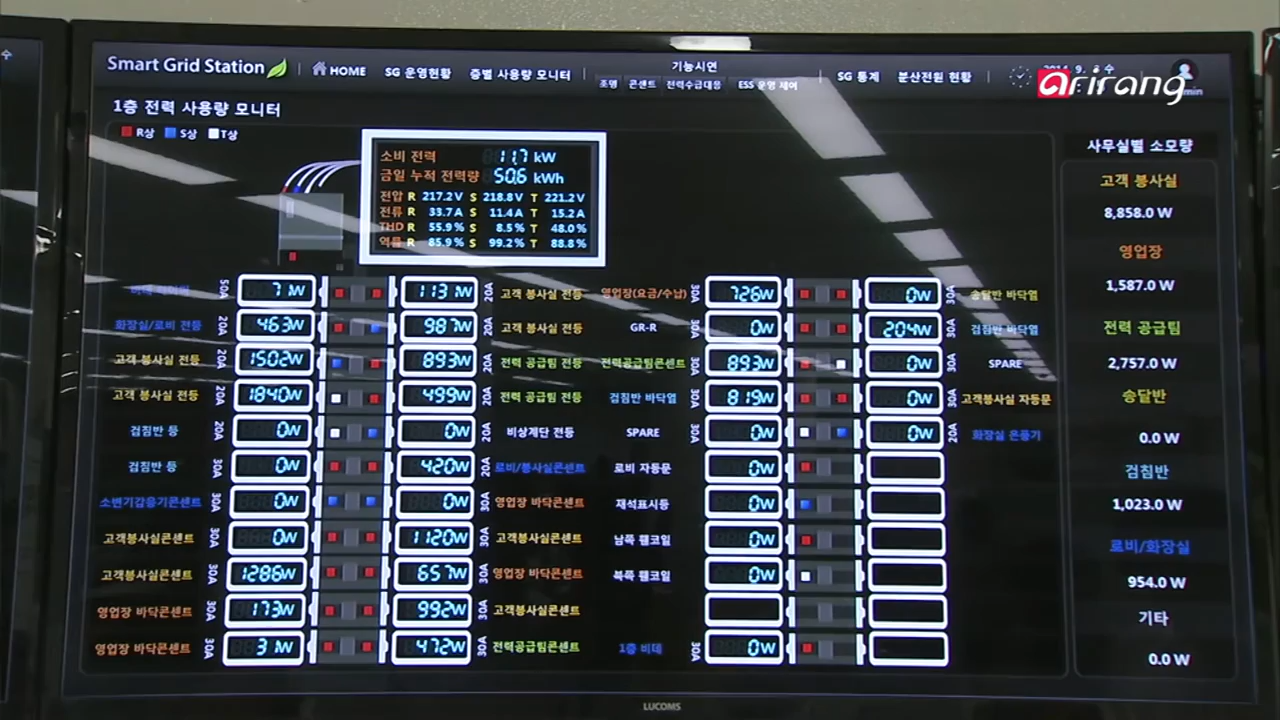 Smart Grid Station
HOME
SG 운영현황
층별 사용량 모니터
기능시연
조명 콘센트 전력수급대응 ESS 운영 제어
SG 통계
분산전원 현황
arirang
1층 전력 사용량 모니터
R상 S상 T상
소비 전력 11.7 kW
금일 누적 전력량 50.6 kWh
전압 R 217.2 V S 218.8 V T 221.2 V
전류 R 33.7 A S 11.4 A T 15.2 A
THD R 55.9 % S 8.5 % T 48.0 %
역률 R 85.9 % S 99.2 % T 88.8 %
50A 71W 1131W 20A 고객 봉사실 전등
화장실/로비 전등 20A 463W 987W 20A 고객 봉사실 전등
고객 봉사실 전등 20A 1502W 893W 20A 전력 공급팀 전등
고객 봉사실 전등 20A 1840W 499W 20A 전력 공급팀 전등
검침반 등 20A 0W 0W 20A 비상계단 전등
검침반 등 30A 0W 420W 20A 로비/봉사실콘센트
소변기감응기콘센트 30A 0W 0W 30A 영업장 바닥콘센트
고객봉사실콘센트 30A 0W 1120W 30A 고객봉사실콘센트
고객봉사실콘센트 30A 1286W 657W 30A 영업장 바닥콘센트
영업장 바닥콘센트 30A 173W 992W 30A 고객봉사실콘센트
영업장 바닥콘센트 30A 31W 472W 30A 전력공급팀콘센트
영업장(요금/수납) 30A 726W 0W 30A 송달반 바닥열
GR-R 30A 0W 204W 30A 검침반 바닥열
전력공급팀콘센트 30A 893W 0W 30A SPARE
검침반 바닥열 30A 819W 0W 30A 고객봉사실 자동문
SPARE 30A 0W 0W 20A 화장실 온풍기
로비 자동문 30A 0W
재석표시등 30A 0W
남쪽 휀코일 30A 0W
북쪽 휀코일 30A 0W
1층 비데 30A 0W
사무실별 소모량
고객 봉사실
8,858.0 W
영업장
1,587.0 W
전력 공급팀
2,757.0 W
송달반
0.0 W
검침반
1,023.0 W
로비/화장실
954.0 W
기타
0.0 W
LUCOMS